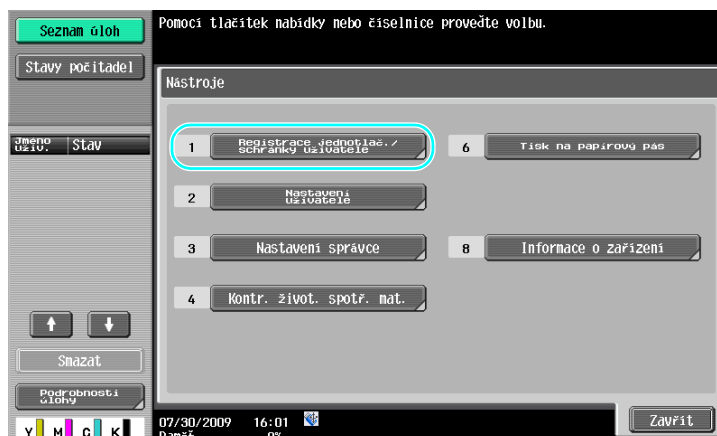 Seznam úloh
Stavy počitadel
Jméno uživ.
Stav
Smazat
Podrobnosti úlohy
Y M C K
Pomocí tlačítek nabídky nebo číselnice proveďte volbu.
Nástroje
1 Registrace jednotlač./
schránky uživatele
2 Nastavení
Uživatele
3 Nastavení správce
4 Kontr. život. spotř. mat.
6 Tisk na papírový pás
8 Informace o zařízení
07/30/2009 16:01
Paměť 0%
Zavřít